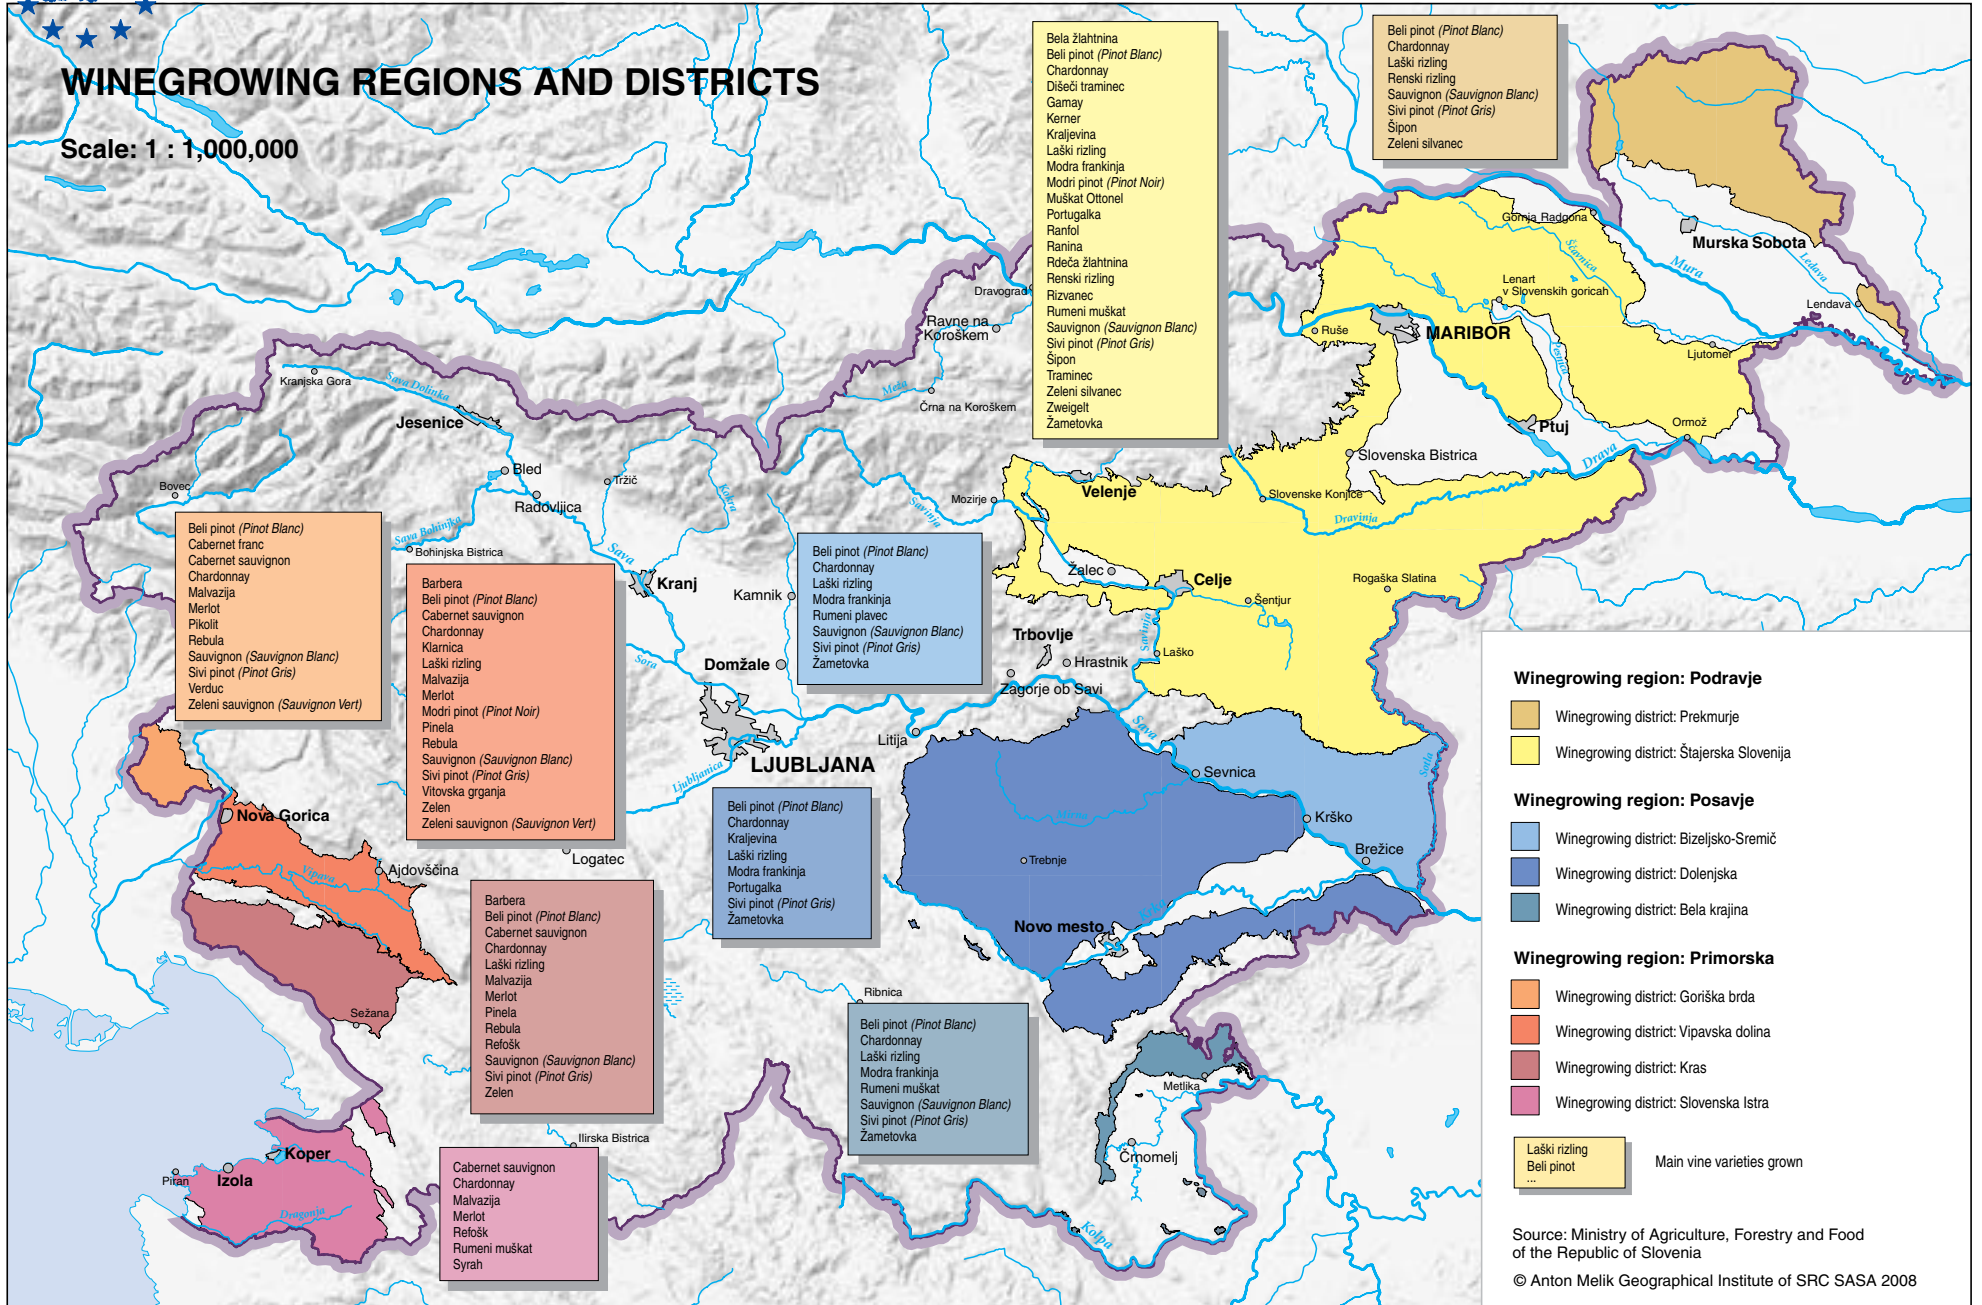 WINEGROWING REGIONS AND DISTRICTS
Scale: 1 : 1,000,000
Bela žlahtnina
Beli pinot (Pinot Blanc)
Chardonnay
Dišeči traminec
Gamay
Kerner
Kraljevina
Laški rizling
Modra frankinja
Modri pinot (Pinot Noir)
Muškat Ottonel
Portugalka
Ranfol
Ranina
Rdeča žlahtnina
Renski rizling
Rizvanec
Rumeni muškat
Sauvignon (Sauvignon Blanc)
Sivi pinot (Pinot Gris)
Šipon
Traminec
Zeleni silvanec
Zweigelt
Žametovka
Beli pinot (Pinot Blanc)
Chardonnay
Laški rizling
Renski rizling
Sauvignon (Sauvignon Blanc)
Sivi pinot (Pinot Gris)
Šipon
Zeleni silvanec
Gornja Radgona
Murska Sobota
Ščavnica
Mura
Ledava
Lendava
Lenart
v Slovenskih goricah
Dravograd
Ravne na
Koroškem
Meža
Črna na Koroškem
Ruše
MARIBOR
Pesnica
Ljutomer
Ptuj
Ormož
Drava
Kranjska Gora
Sava Dolinka
Jesenice
Bled
Radovljica
Tržič
Kokra
Bovec
Sava Bohinjka
Bohinjska Bistrica
Sava
Kranj
Kamnik
Sora
Domžale
Savinja
Mozirje
Velenje
Slovenska Bistrica
Slovenske Konjice
Dravinja
Žalec
Celje
Šentjur
Rogaška Slatina
Savinja
Laško
Trbovlje
Hrastnik
Zagorje ob Savi
Litija
Sava
Ljubljanica
LJUBLJANA
Beli pinot (Pinot Blanc)
Cabernet franc
Cabernet sauvignon
Chardonnay
Malvazija
Merlot
Pikolit
Rebula
Sauvignon (Sauvignon Blanc)
Sivi pinot (Pinot Gris)
Verduc
Zeleni sauvignon (Sauvignon Vert)
Barbera
Beli pinot (Pinot Blanc)
Cabernet sauvignon
Chardonnay
Klarnica
Laški rizling
Malvazija
Merlot
Modri pinot (Pinot Noir)
Pinela
Rebula
Sauvignon (Sauvignon Blanc)
Sivi pinot (Pinot Gris)
Vitovska grganja
Zelen
Zeleni sauvignon (Sauvignon Vert)
Beli pinot (Pinot Blanc)
Chardonnay
Laški rizling
Modra frankinja
Rumeni plavec
Sauvignon (Sauvignon Blanc)
Sivi pinot (Pinot Gris)
Žametovka
Beli pinot (Pinot Blanc)
Chardonnay
Kraljevina
Laški rizling
Modra frankinja
Portugalka
Sivi pinot (Pinot Gris)
Žametovka
Sevnica
Sotla
Mirna
Krško
Brežice
Trebnje
Krka
Novo mesto
Nova Gorica
Ajdovščina
Vipava
Logatec
Sežana
Ribnica
Barbera
Beli pinot (Pinot Blanc)
Cabernet sauvignon
Chardonnay
Laški rizling
Malvazija
Merlot
Pinela
Rebula
Refošk
Sauvignon (Sauvignon Blanc)
Sivi pinot (Pinot Gris)
Zelen
Beli pinot (Pinot Blanc)
Chardonnay
Laški rizling
Modra frankinja
Rumeni muškat
Sauvignon (Sauvignon Blanc)
Sivi pinot (Pinot Gris)
Žametovka
Metlika
Črnomelj
Kolpa
Ilirska Bistrica
Koper
Izola
Piran
Dragonja
Cabernet sauvignon
Chardonnay
Malvazija
Merlot
Refošk
Rumeni muškat
Syrah
Winegrowing region: Podravje
Winegrowing district: Prekmurje
Winegrowing district: Štajerska Slovenija
Winegrowing region: Posavje
Winegrowing district: Bizeljsko-Sremič
Winegrowing district: Dolenjska
Winegrowing district: Bela krajina
Winegrowing region: Primorska
Winegrowing district: Goriška brda
Winegrowing district: Vipavska dolina
Winegrowing district: Kras
Winegrowing district: Slovenska Istra
Laški rizling
Beli pinot
...
Main vine varieties grown
Source: Ministry of Agriculture, Forestry and Food
of the Republic of Slovenia
© Anton Melik Geographical Institute of SRC SASA 2008